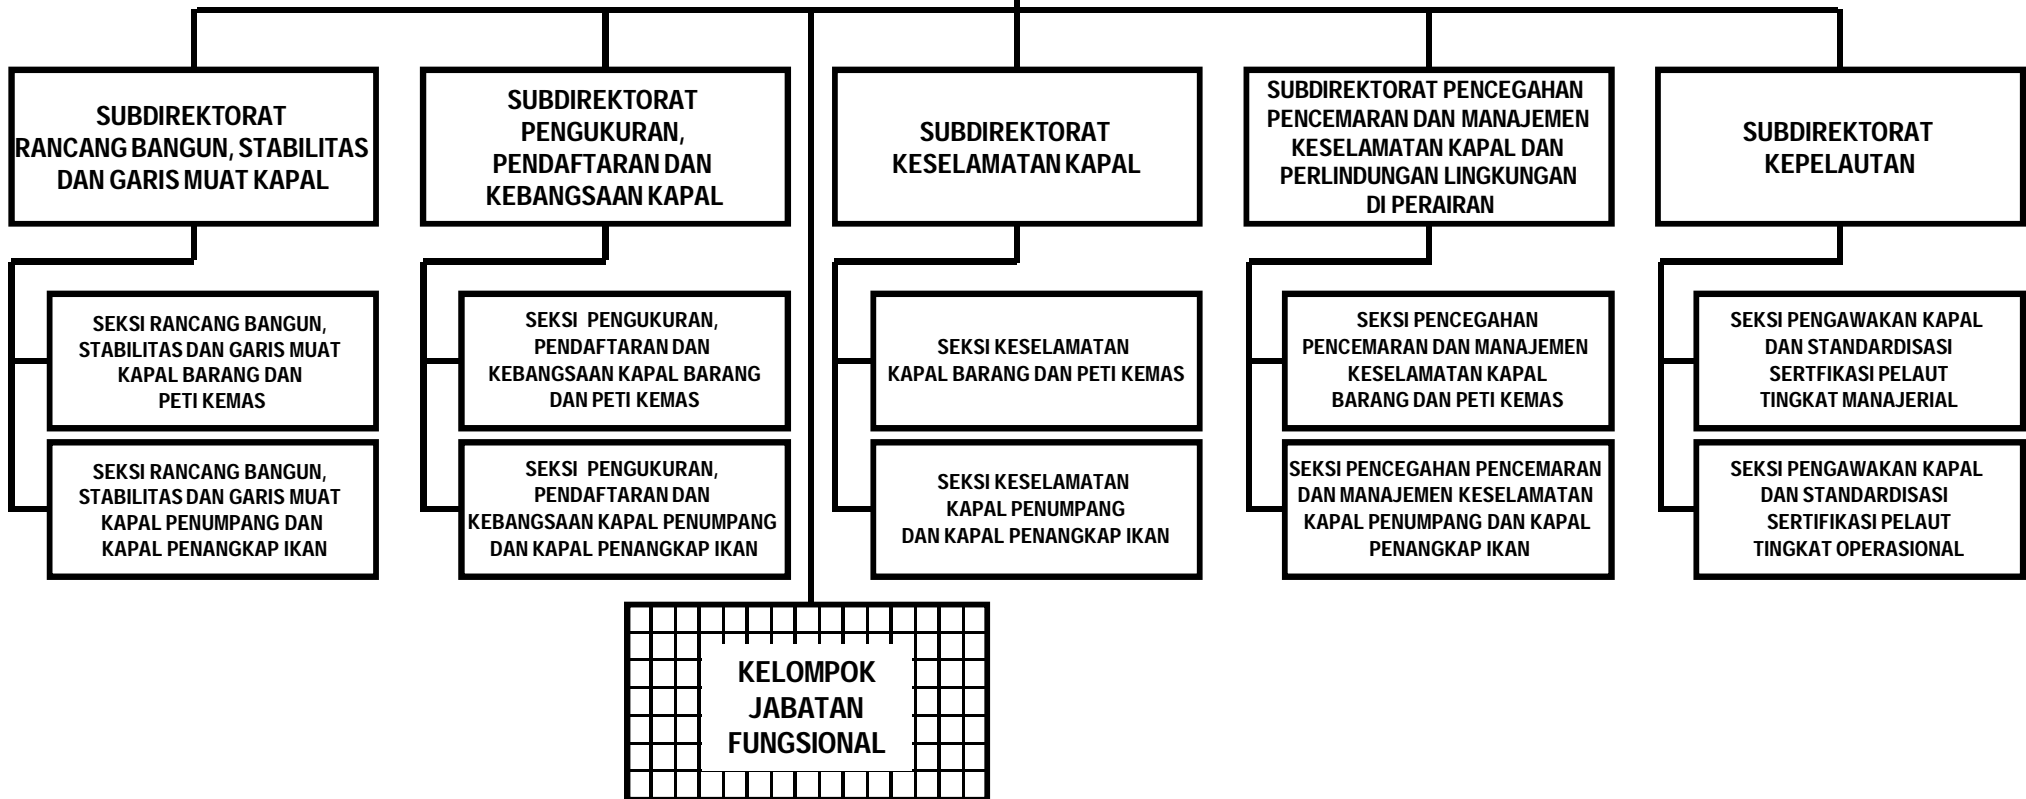 SUBDIREKTORAT
RANCANG BANGUN, STABILITAS
DAN GARIS MUAT KAPAL
SUBDIREKTORAT
PENGUKURAN,
PENDAFTARAN DAN
KEBANGSAAN KAPAL
SUBDIREKTORAT
KESELAMATAN KAPAL
SUBDIREKTORAT PENCEGAHAN
PENCEMARAN DAN MANAJEMEN
KESELAMATAN KAPAL DAN
PERLINDUNGAN LINGKUNGAN
DI PERAIRAN
SUBDIREKTORAT
KEPELAUTAN
SEKSI RANCANG BANGUN,
STABILITAS DAN GARIS MUAT
KAPAL BARANG DAN
PETI KEMAS
SEKSI PENGUKURAN,
PENDAFTARAN DAN
KEBANGSAAN KAPAL BARANG
DAN PETI KEMAS
SEKSI KESELAMATAN
KAPAL BARANG DAN PETI KEMAS
SEKSI PENCEGAHAN
PENCEMARAN DAN MANAJEMEN
KESELAMATAN KAPAL
BARANG DAN PETI KEMAS
SEKSI PENGAWAKAN KAPAL
DAN STANDARDISASI
SERTFIKASI PELAUT
TINGKAT MANAJERIAL
SEKSI RANCANG BANGUN,
STABILITAS DAN GARIS MUAT
KAPAL PENUMPANG DAN
KAPAL PENANGKAP IKAN
SEKSI PENGUKURAN,
PENDAFTARAN DAN
KEBANGSAAN KAPAL PENUMPANG
DAN KAPAL PENANGKAP IKAN
SEKSI KESELAMATAN
KAPAL PENUMPANG
DAN KAPAL PENANGKAP IKAN
SEKSI PENCEGAHAN PENCEMARAN
DAN MANAJEMEN KESELAMATAN
KAPAL PENUMPANG DAN KAPAL
PENANGKAP IKAN
SEKSI PENGAWAKAN KAPAL
DAN STANDARDISASI
SERTIFIKASI PELAUT
TINGKAT OPERASIONAL
KELOMPOK
JABATAN
FUNGSIONAL